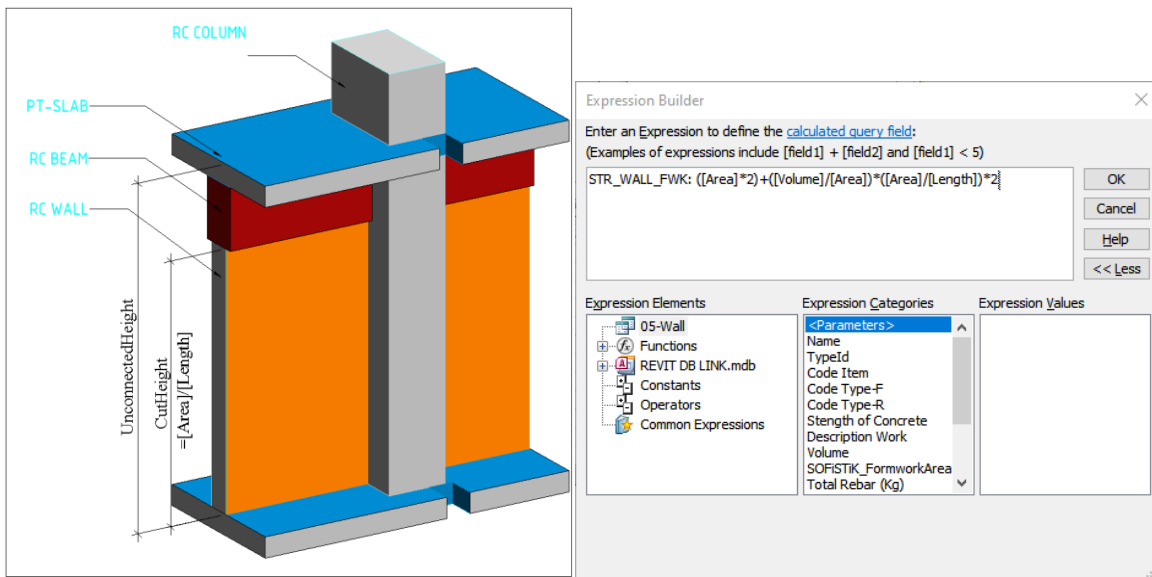 RC COLUMN
PT-SLAB
RC BEAM
RC WALL
UnconnectedHeight
CutHeight
=[Area]/[Length]
Expression Builder
Enter an Expression to define the calculated query field:
(Examples of expressions include [field1] + [field2] and [field1] < 5)
STR_WALL_FWK: ([Area]*2)+([Volume]/[Area])*([Area]/[Length])*2
OK
Cancel
Help
<< Less
Expression Elements
05-Wall
Functions
REVIT DB LINK.mdb
Constants
Operators
Common Expressions
Expression Categories
<Parameters>
Name
TypeId
Code Item
Code Type-F
Code Type-R
Stength of Concrete
Description Work
Volume
SOFiSTiK_FormworkArea
Total Rebar (Kg)
Expression Values